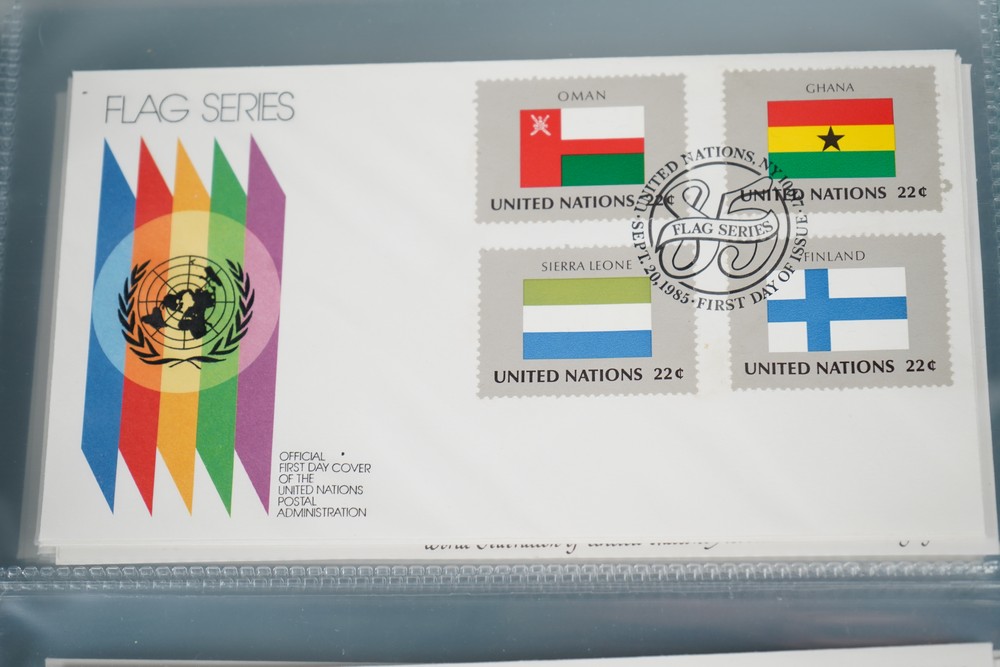 FLAG SERIES
OMAN
UNITED NATIONS 22¢
GHANA
UNITED NATIONS 22¢
SIERRA LEONE
UNITED NATIONS 22¢
FINLAND
UNITED NATIONS 22¢
UNITED NATIONS, NY 10017
85
FLAG SERIES
SEPT. 20, 1985 · FIRST DAY OF ISSUE
OFFICIAL
FIRST DAY COVER
OF THE
UNITED NATIONS
POSTAL
ADMINISTRATION